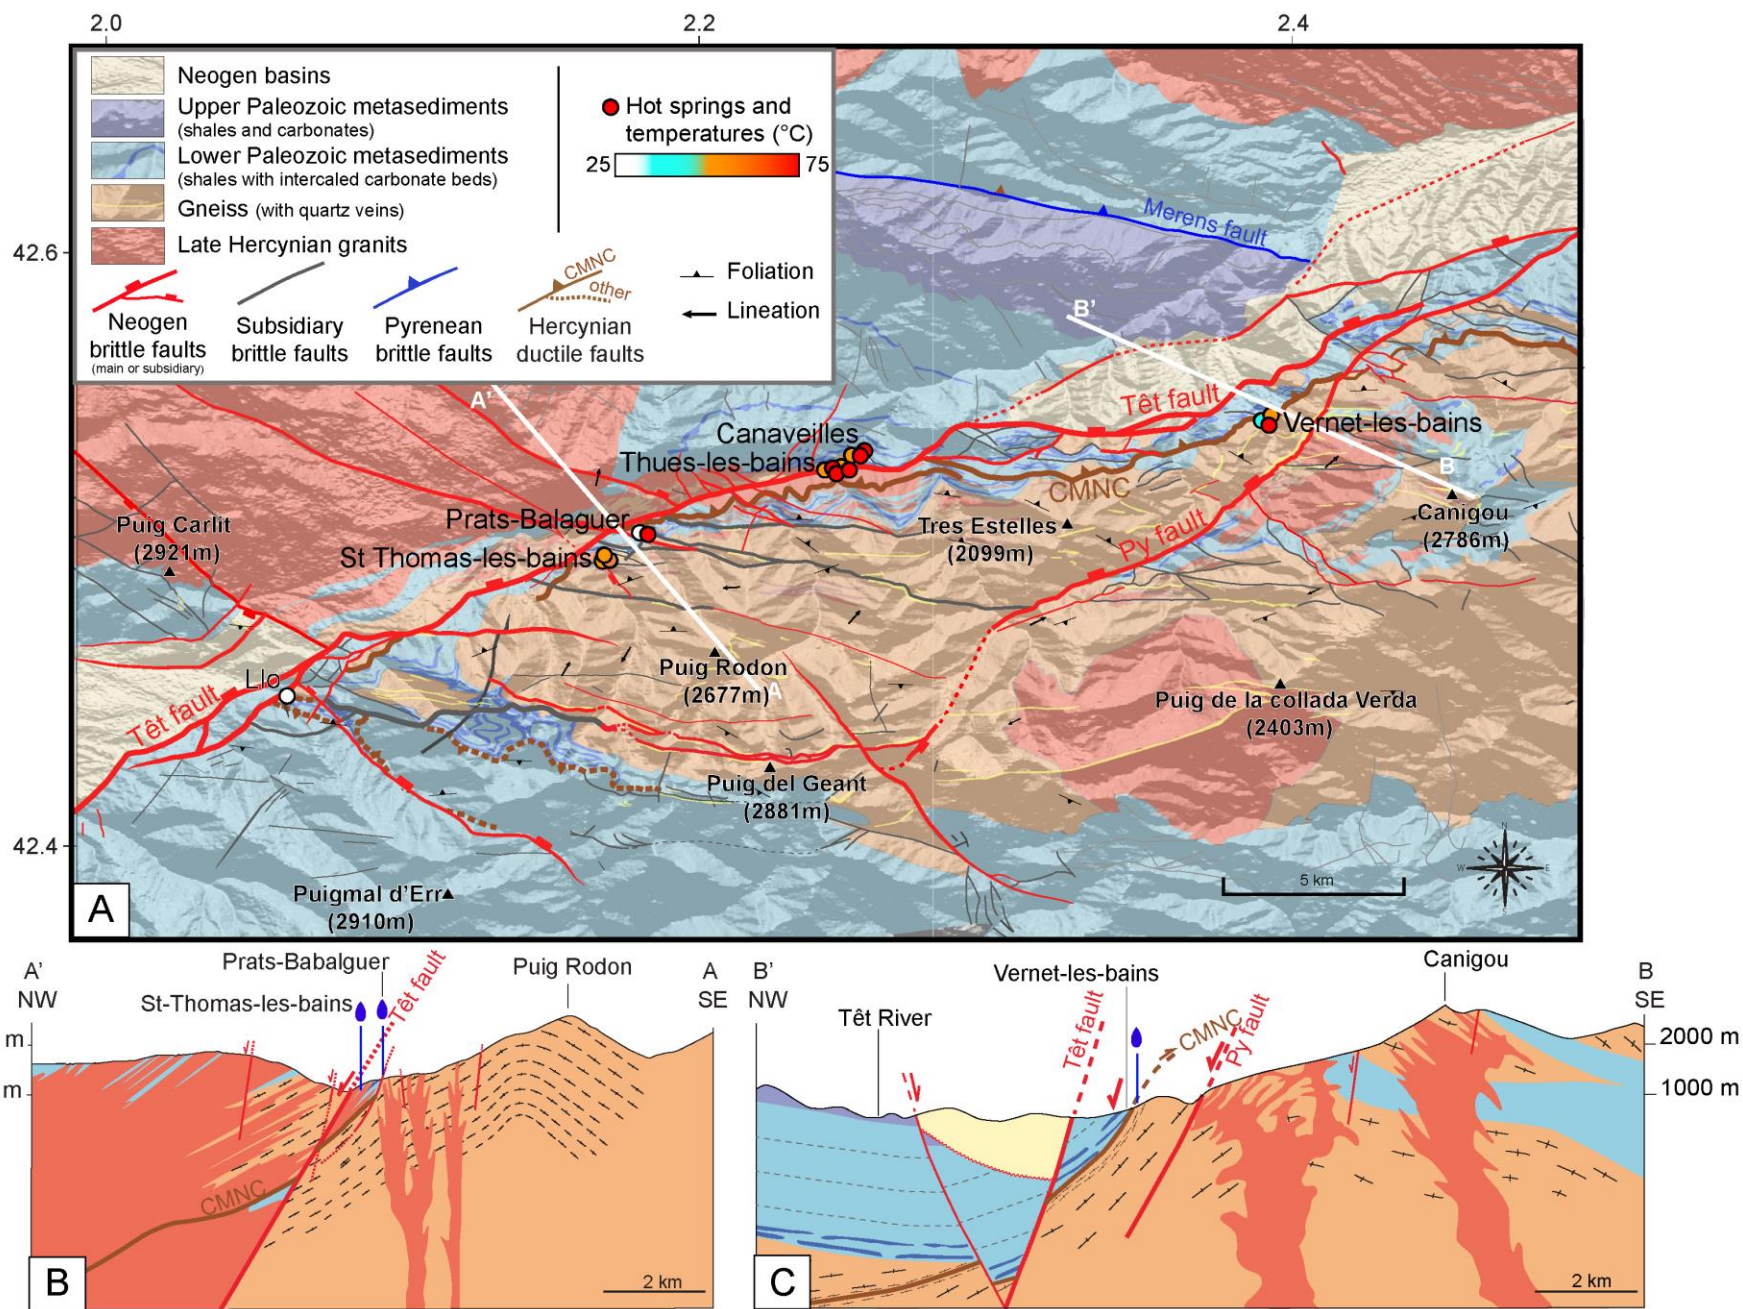 2.0
2.2
2.4
42.6
42.4
Neogen basins
Upper Paleozoic metasediments
(shales and carbonates)
Lower Paleozoic metasediments
(shales with intercaled carbonate beds)
Gneiss (with quartz veins)
Late Hercynian granits
Hot springs and
temperatures (°C)
25
75
Neogen
brittle faults
(main or subsidiary)
Subsidiary
brittle faults
Pyrenean
brittle faults
CMNC
other
Hercynian
ductile faults
Foliation
Lineation
Merens fault
B'
A'
Têt fault
Vernet-les-bains
Canaveilles
Thues-les-bains
CMNC
B
Canigou
(2786m)
Prats-Balaguer
Tres Estelles
(2099m)
Py fault
Puig Carlit
(2921m)
St Thomas-les-bains
Puig Rodon
(2677m)
A
Llo
Têt fault
Puig de la collada Verda
(2403m)
Puig del Geant
(2881m)
Puigmal d'Err
(2910m)
5 km
N
W
E
S
A
A'
NW
Prats-Babalguer
St-Thomas-les-bains
Têt fault
Puig Rodon
A
SE
m
m
CMNC
2 km
B
B'
NW
Têt River
Vernet-les-bains
Têt fault
CMNC
Py fault
Canigou
B
SE
2000 m
1000 m
2 km
C